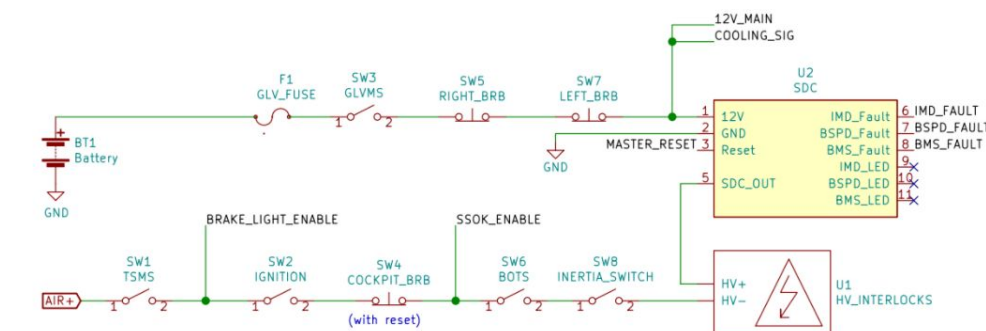 12V_MAIN
COOLING_SIG
F1
GLV_FUSE
SW3
GLVMS
1 2
SW5
RIGHT_BRB
SW7
LEFT_BRB
U2
SDC
BT1
Battery
+
GND
GND
MASTER_RESET
1 12V
2 GND
3 Reset
5 SDC_OUT
IMD_Fault 6 IMD_FAULT
BSPD_Fault 7 BSPD_FAULT
BMS_Fault 8 BMS_FAULT
IMD_LED 9
BSPD_LED 10
BMS_LED 11
BRAKE_LIGHT_ENABLE
SSOK_ENABLE
AIR+
SW1
TSMS
1 2
SW2
IGNITION
1 2
SW4
COCKPIT_BRB
(with reset)
SW6
BOTS
1 2
SW8
INERTIA_SWITCH
1 2
HV+
HV-
U1
HV_INTERLOCKS